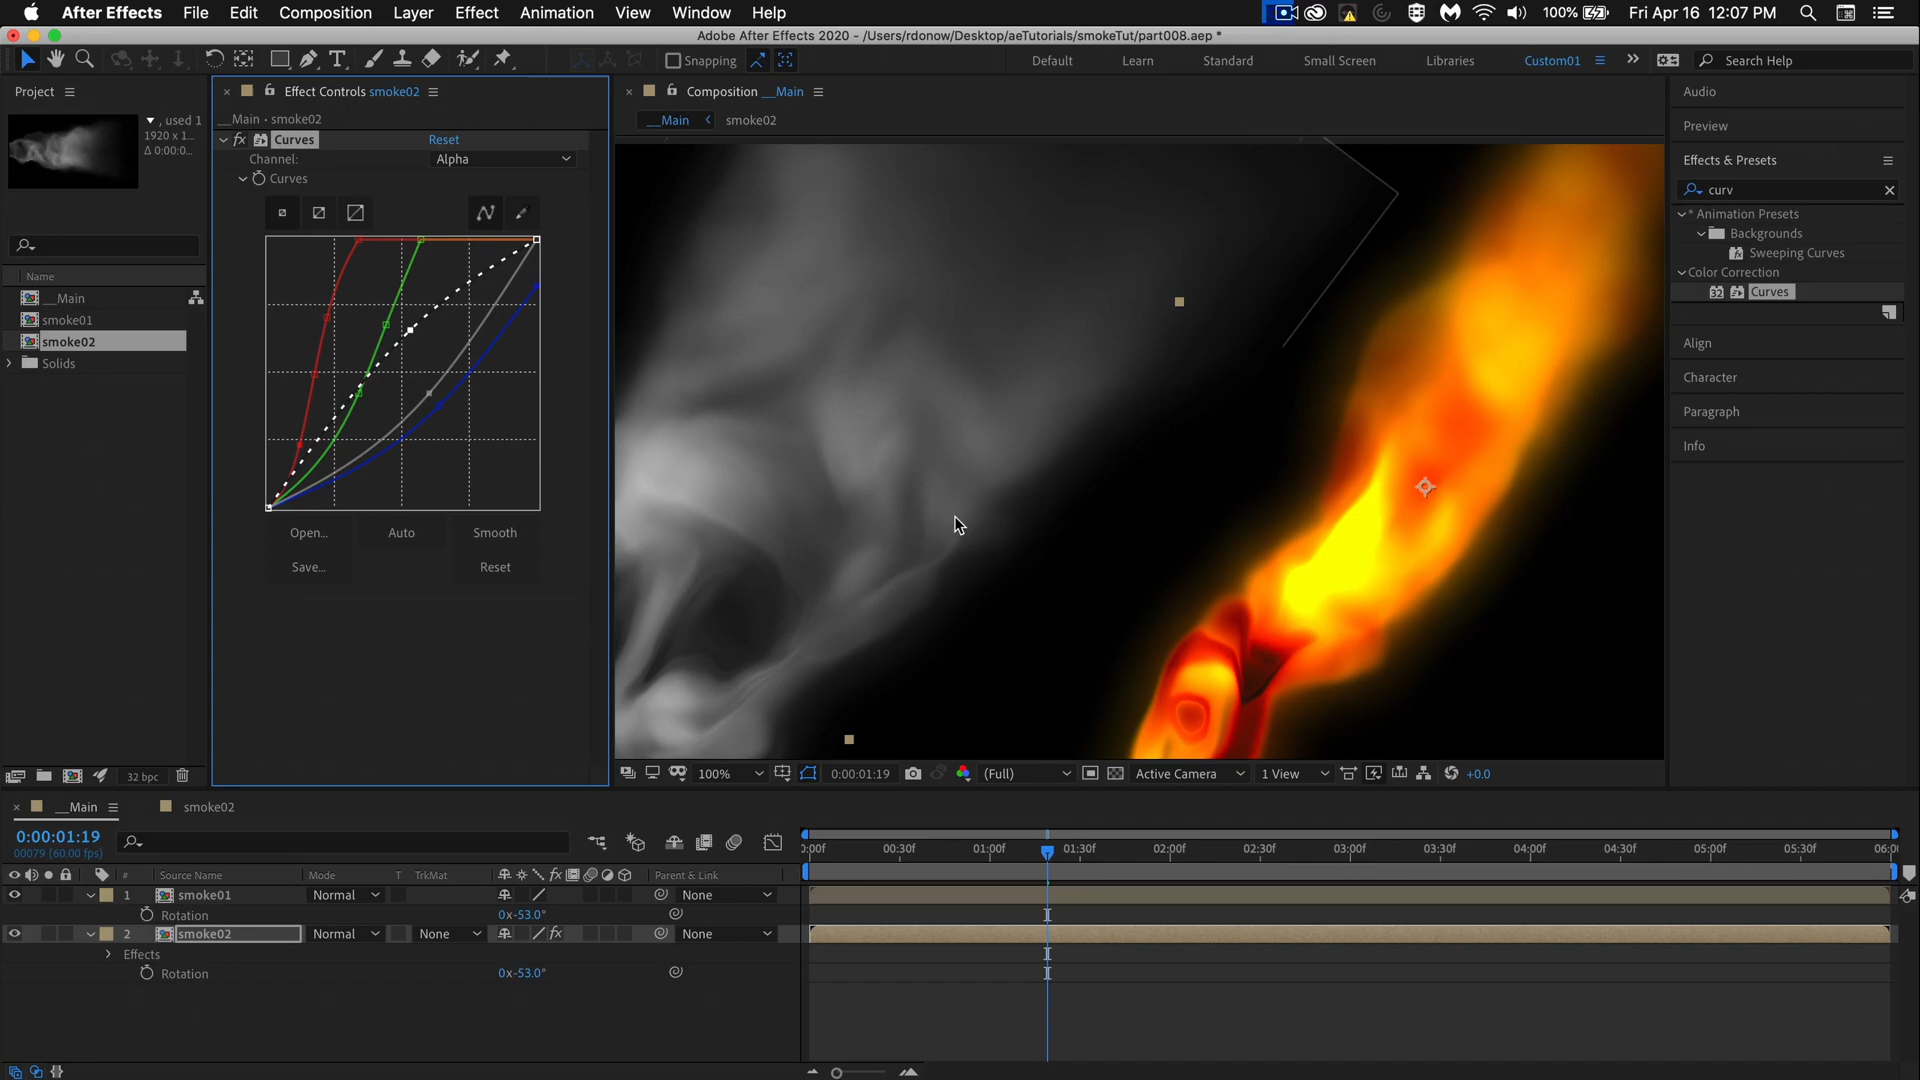 After Effects File Edit Composition Layer Effect Animation View Window Help 100% Fri Apr 16 12:07 PM
Adobe After Effects 2020 - /Users/rdonow/Desktop/aeTutorials/smokeTut/part008.aep *
Snapping Default Learn Standard Small Screen Libraries Custom01 Search Help
Project
▼, used 1
1920 x 1...
Δ 0:00:0...
Name
__Main
smoke01
smoke02
Solids
32 bpc
Effect Controls smoke02
__Main • smoke02
fx Curves Reset
Channel: Alpha
Curves
Open... Auto Smooth
Save... Reset
Composition __Main
__Main smoke02
100% 0:00:01:19 (Full) Active Camera 1 View +0.0
Audio
Preview
Effects & Presets
curv
* Animation Presets
Backgrounds
Sweeping Curves
Color Correction
32 Curves
Align
Character
Paragraph
Info
__Main smoke02
0:00:01:19
00079 (60.00 fps)
# Source Name Mode T TrkMat fx Parent & Link
):00f 00:30f 01:00f 01:30f 02:00f 02:30f 03:00f 03:30f 04:00f 04:30f 05:00f 05:30f 06:0(
1 smoke01 Normal None
Rotation 0x-53.0°
2 smoke02 Normal None fx None
Effects
Rotation 0x-53.0°